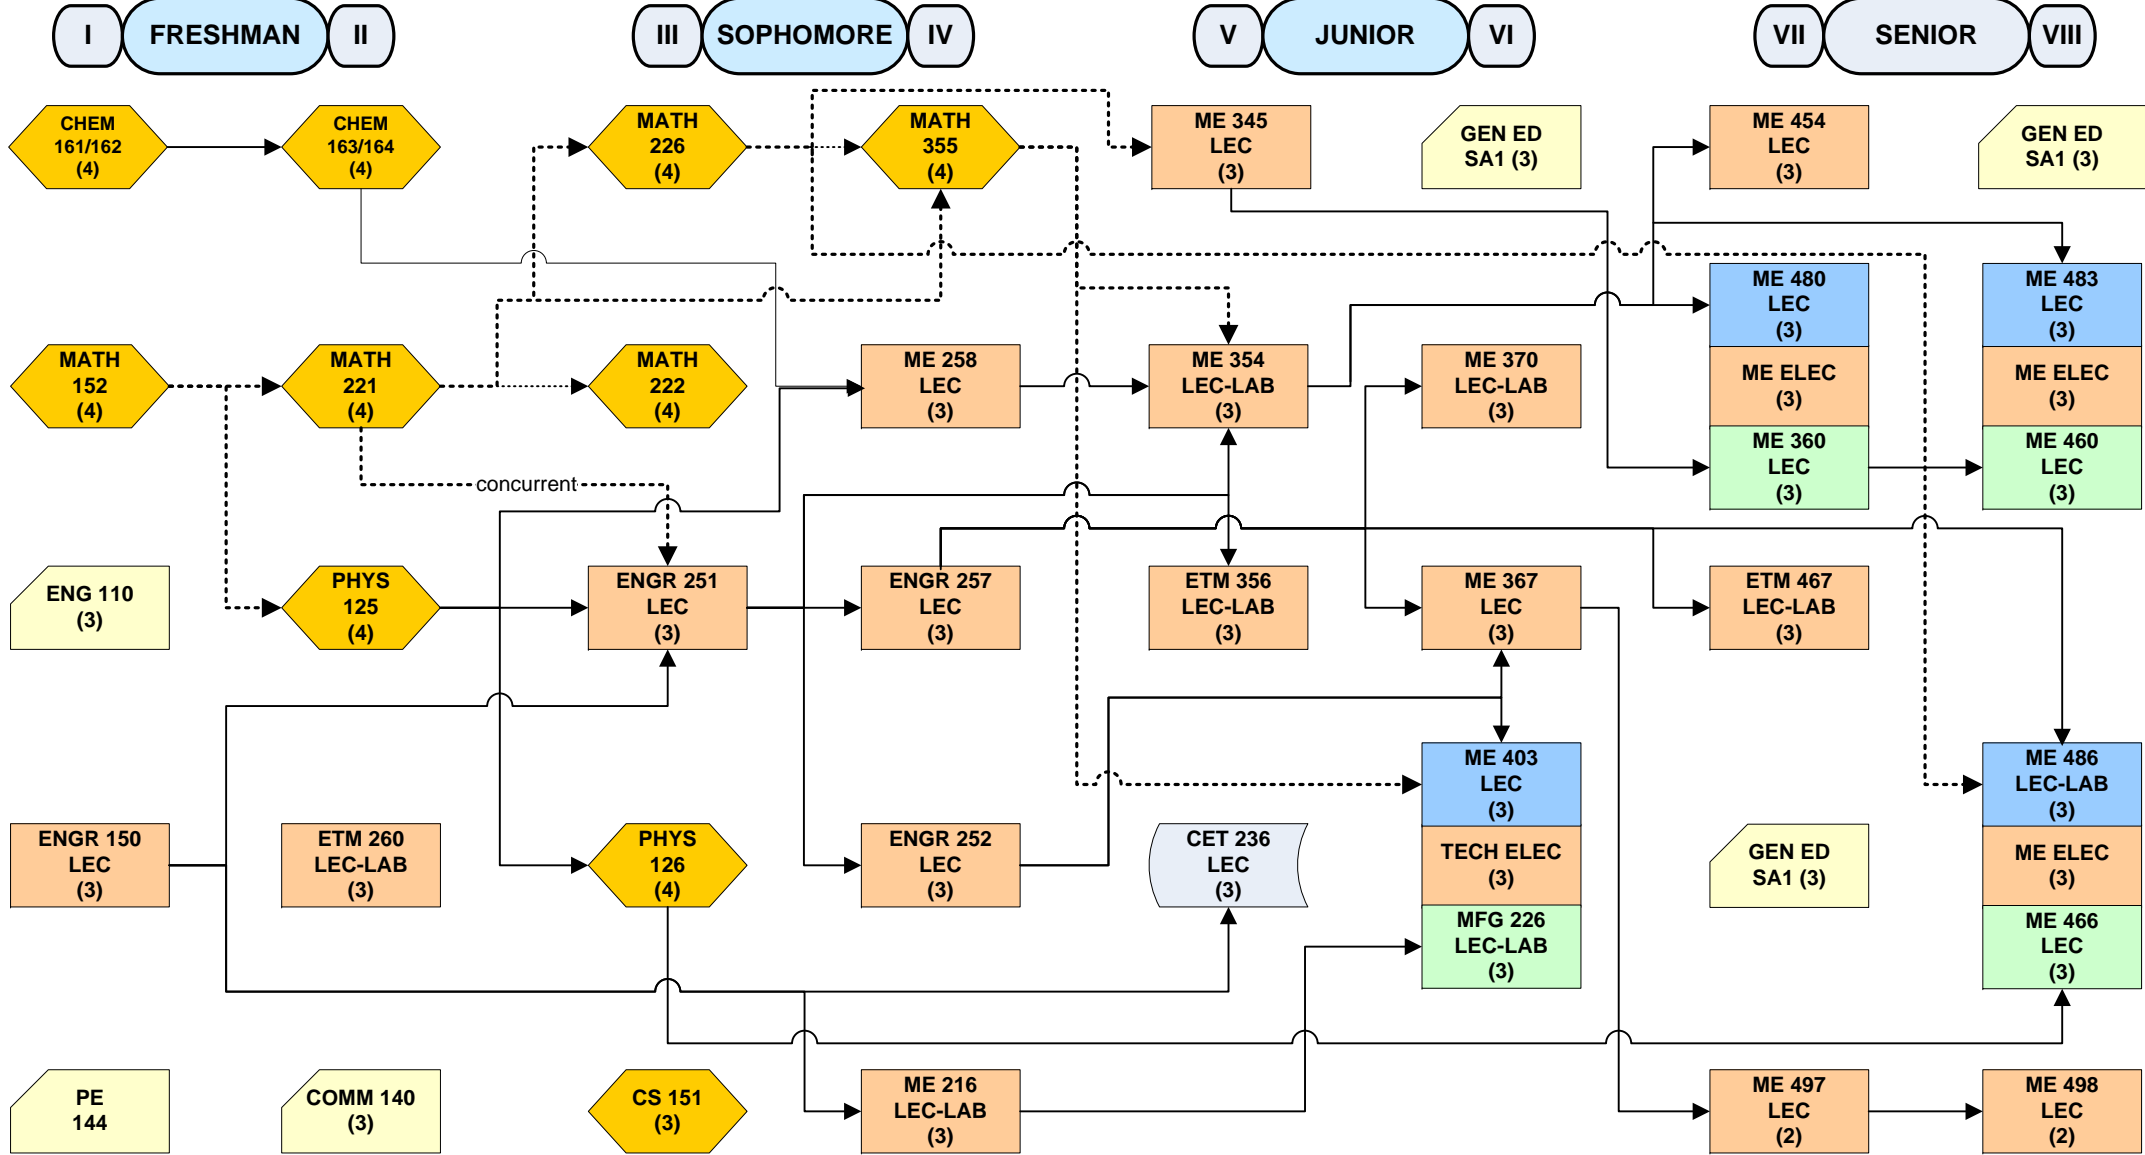 I
FRESHMAN
II
III
SOPHOMORE
IV
V
JUNIOR
VI
VII
SENIOR
VIII
CHEM
161/162
(4)
CHEM
163/164
(4)
MATH
226
(4)
MATH
355
(4)
ME 345
LEC
(3)
GEN ED
SA1 (3)
ME 454
LEC
(3)
GEN ED
SA1 (3)
ME 480
LEC
(3)
ME 483
LEC
(3)
MATH
152
(4)
MATH
221
(4)
MATH
222
(4)
ME 258
LEC
(3)
ME 354
LEC-LAB
(3)
ME 370
LEC-LAB
(3)
ME ELEC
(3)
ME ELEC
(3)
ME 360
LEC
(3)
ME 460
LEC
(3)
concurrent
ENG 110
(3)
PHYS
125
(4)
ENGR 251
LEC
(3)
ENGR 257
LEC
(3)
ETM 356
LEC-LAB
(3)
ME 367
LEC
(3)
ETM 467
LEC-LAB
(3)
ME 403
LEC
(3)
ME 486
LEC-LAB
(3)
ENGR 150
LEC
(3)
ETM 260
LEC-LAB
(3)
PHYS
126
(4)
ENGR 252
LEC
(3)
CET 236
LEC
(3)
TECH ELEC
(3)
GEN ED
SA1 (3)
ME ELEC
(3)
MFG 226
LEC-LAB
(3)
ME 466
LEC
(3)
PE
144
COMM 140
(3)
CS 151
(3)
ME 216
LEC-LAB
(3)
ME 497
LEC
(2)
ME 498
LEC
(2)